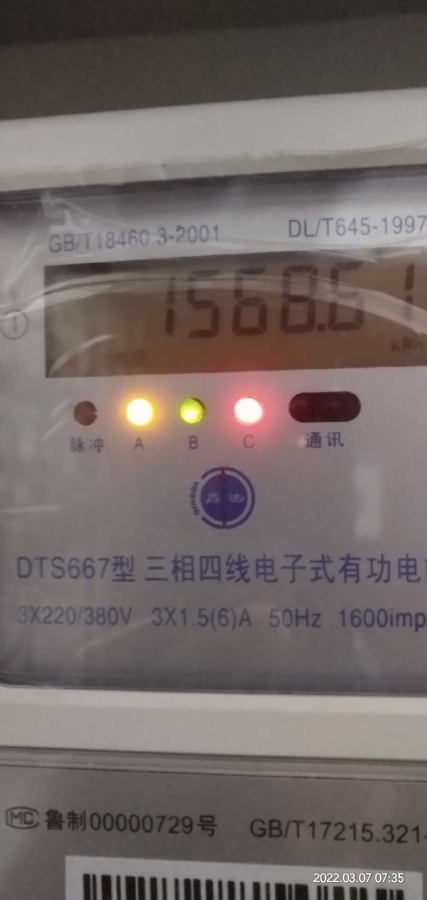 GB/T18460.3-2001 DL/T645-1997
① 1568.61
脉冲 A B C 通讯
DTS667型 三相四线电子式有功电
3X220/380V 3X1.5(6)A 50Hz 1600imp
MC 鲁制00000729号 GB/T17215.321-
2022.03.07 07:35